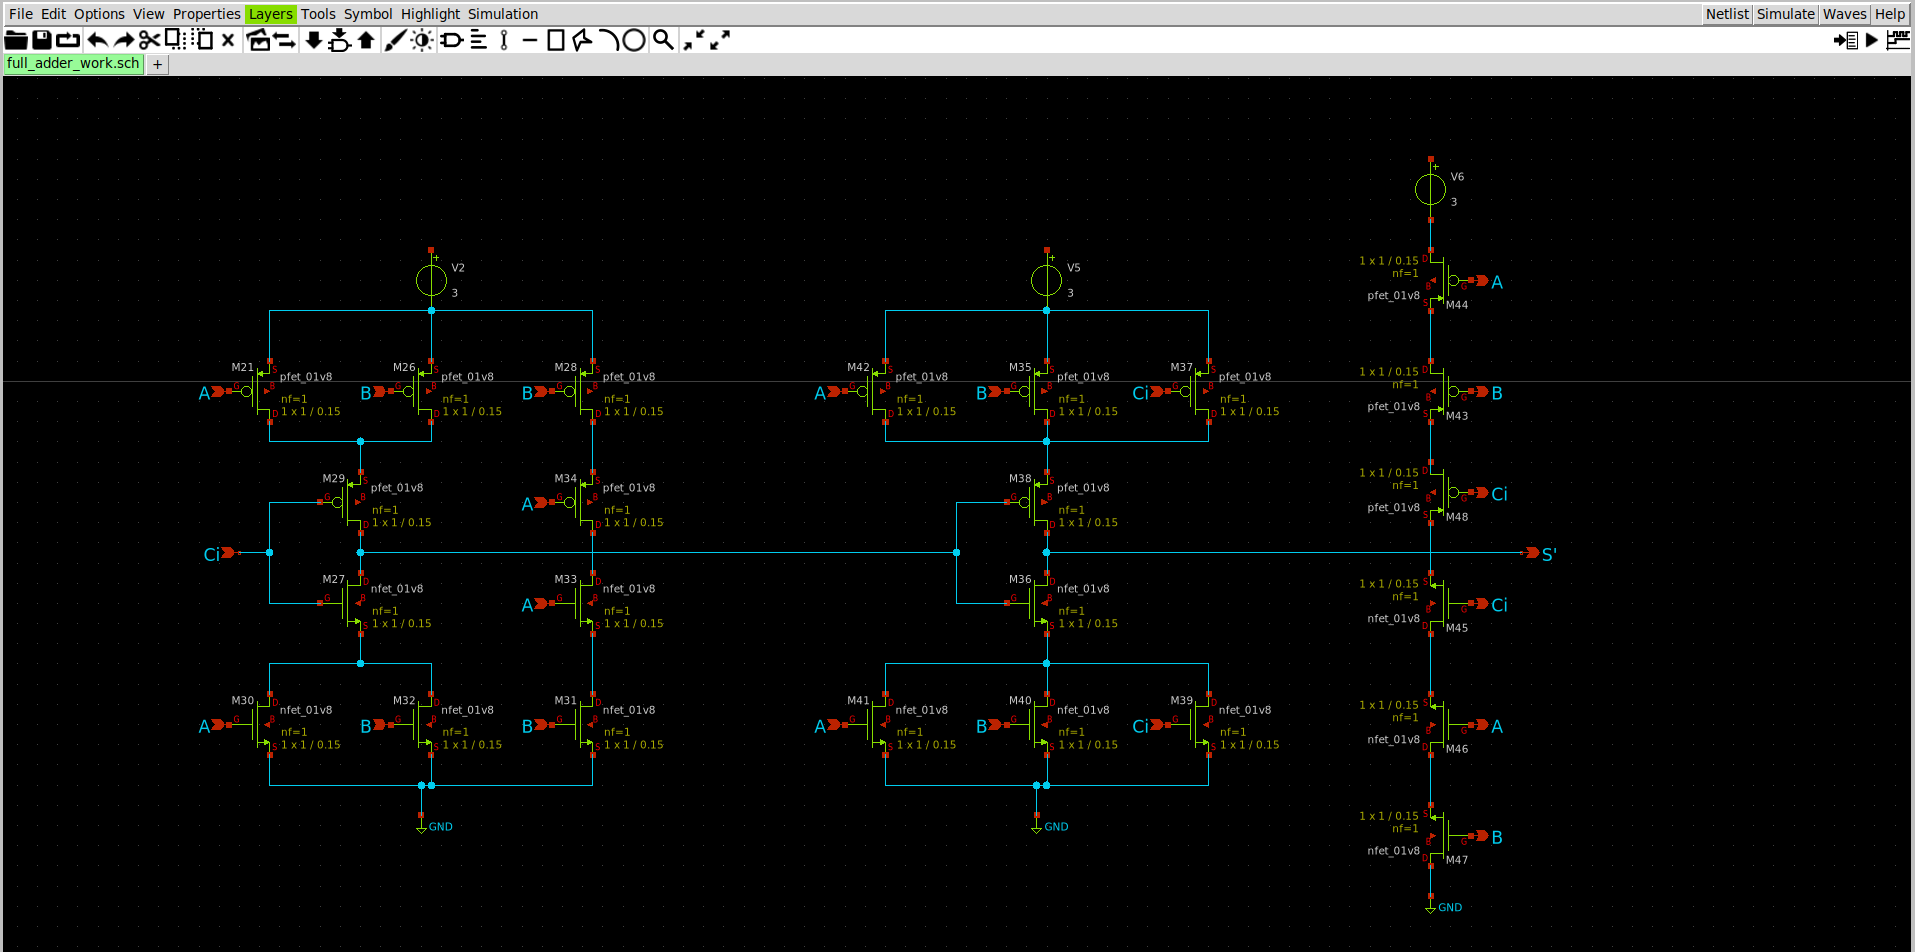 File Edit Options View Properties Layers Tools Symbol Highlight Simulation Netlist Simulate Waves Help
full_adder_work.sch +
+ V6
3
+ V2
3
+ V5
3
1 x 1 / 0.15 D
nf=1 B G A
pfet_01v8 S M44
M21 S pfet_01v8
A G B
nf=1
D 1 x 1 / 0.15
M26 S pfet_01v8
B G B
nf=1
D 1 x 1 / 0.15
M28 S pfet_01v8
B G B
nf=1
D 1 x 1 / 0.15
M42 S pfet_01v8
A G B
nf=1
D 1 x 1 / 0.15
M35 S pfet_01v8
B G B
nf=1
D 1 x 1 / 0.15
M37 S pfet_01v8
Ci G B
nf=1
D 1 x 1 / 0.15
1 x 1 / 0.15 D
nf=1 B G B
pfet_01v8 S M43
M29 S pfet_01v8
G B
nf=1
D 1 x 1 / 0.15
M34 S pfet_01v8
A G B
nf=1
D 1 x 1 / 0.15
M38 S pfet_01v8
G B
nf=1
D 1 x 1 / 0.15
1 x 1 / 0.15 D
nf=1 B G Ci
pfet_01v8 S M48
Ci
S'
M27 D nfet_01v8
G B
nf=1
S 1 x 1 / 0.15
M33 D nfet_01v8
A G B
nf=1
S 1 x 1 / 0.15
M36 D nfet_01v8
G B
nf=1
S 1 x 1 / 0.15
1 x 1 / 0.15 S
nf=1 B G Ci
nfet_01v8 D M45
M30 D nfet_01v8
A G B
nf=1
S 1 x 1 / 0.15
M32 D nfet_01v8
B G B
nf=1
S 1 x 1 / 0.15
M31 D nfet_01v8
B G B
nf=1
S 1 x 1 / 0.15
M41 D nfet_01v8
A G B
nf=1
S 1 x 1 / 0.15
M40 D nfet_01v8
B G B
nf=1
S 1 x 1 / 0.15
M39 D nfet_01v8
Ci G B
nf=1
S 1 x 1 / 0.15
1 x 1 / 0.15 S
nf=1 B G A
nfet_01v8 D M46
GND
GND
1 x 1 / 0.15 S
nf=1 B G B
nfet_01v8 D M47
GND